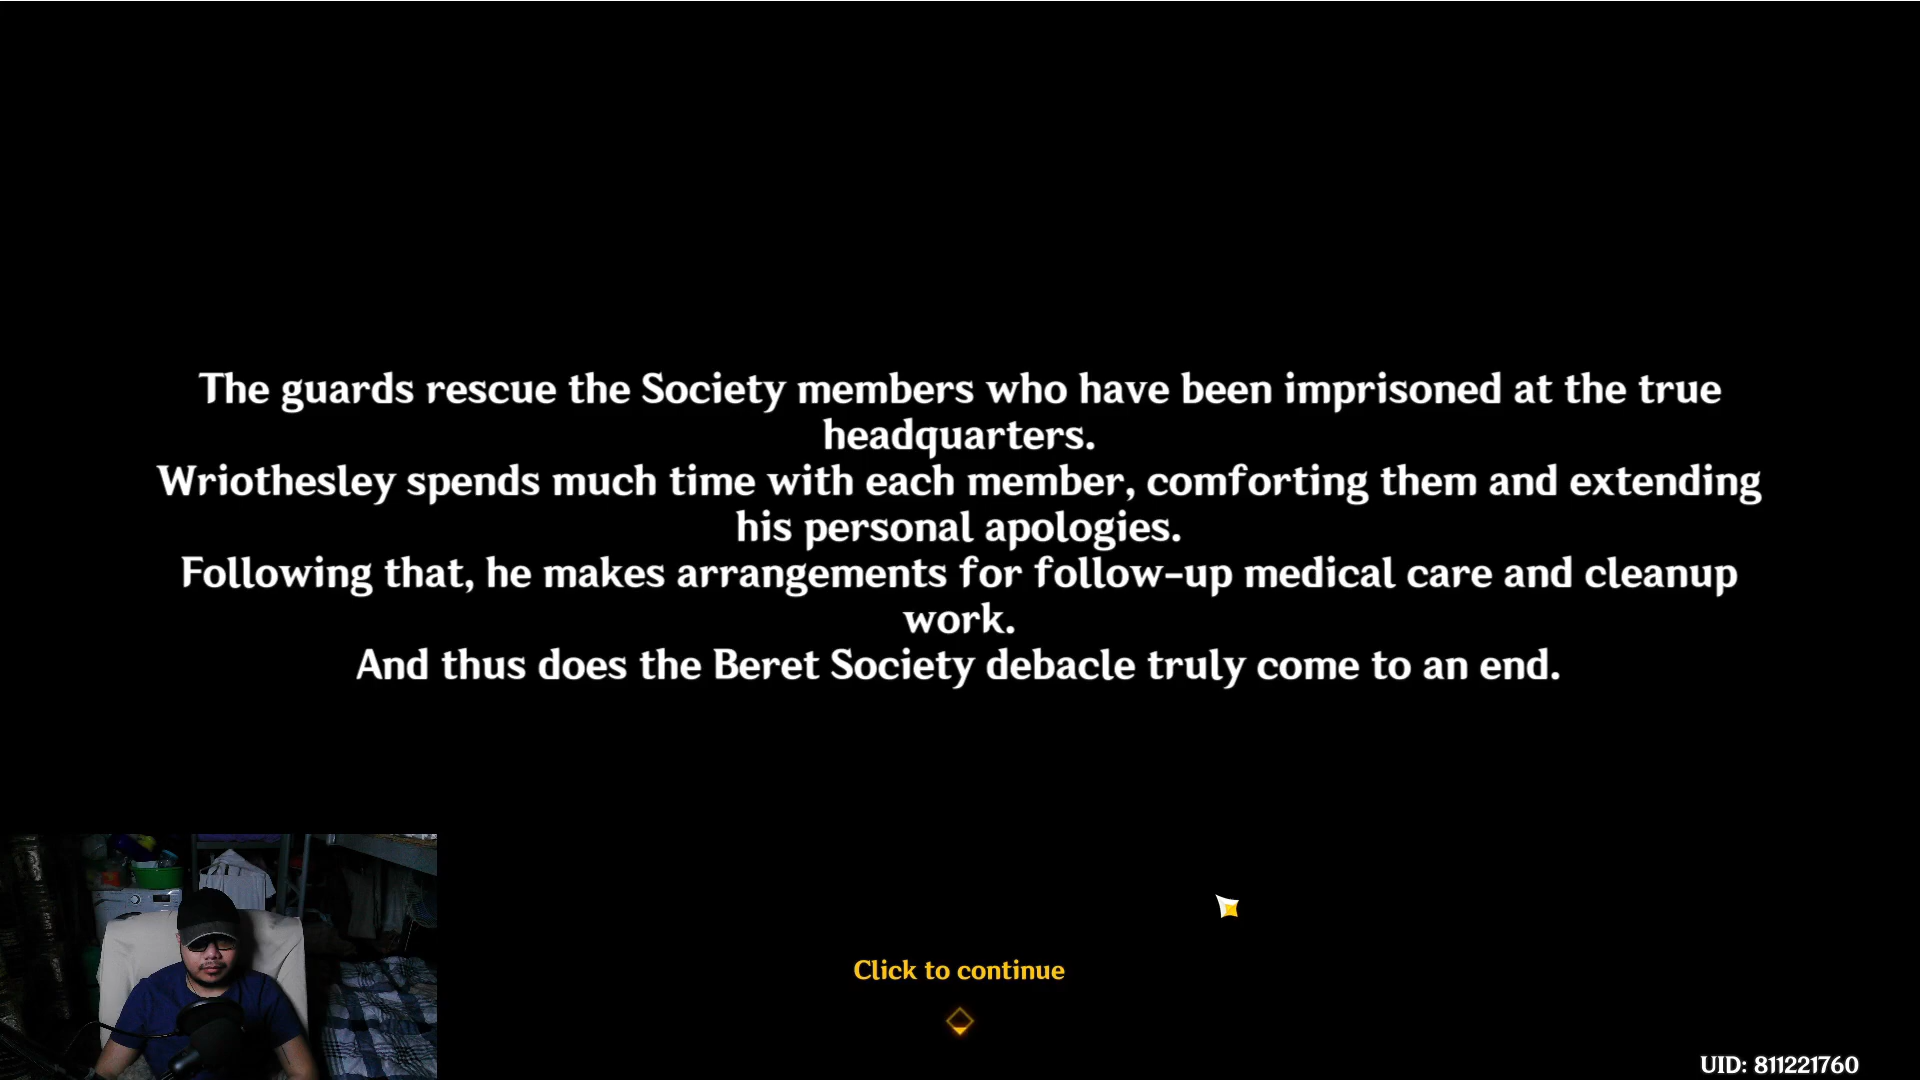 The guards rescue the Society members who have been imprisoned at the true
headquarters.
Wriothesley spends much time with each member, comforting them and extending
his personal apologies.
Following that, he makes arrangements for follow-up medical care and cleanup
work.
And thus does the Beret Society debacle truly come to an end.
Click to continue
UID: 811221760